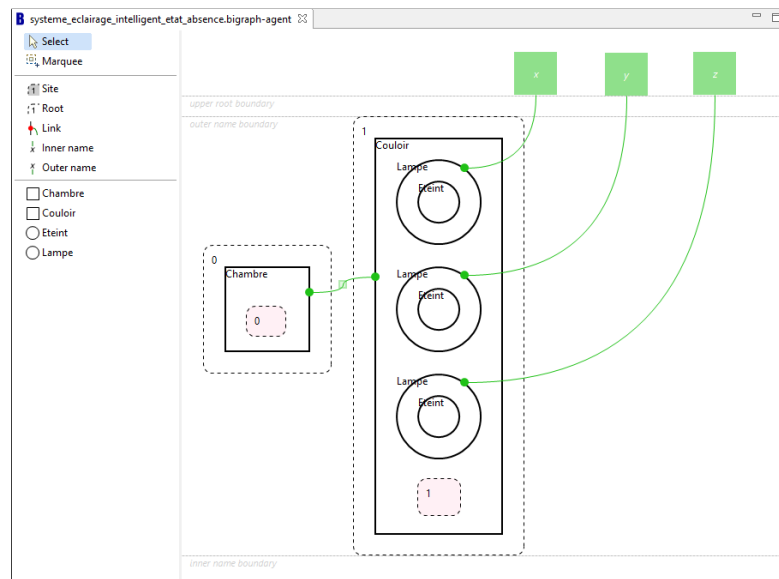 systeme_eclairage_intelligent_etat_absence.bigraph-agent
Select
Marquee
Site
Root
Link
Inner name
Outer name
Chambre
Couloir
Eteint
Lampe
x
y
z
upper root boundary
outer name boundary
1
Couloir
Lampe
Eteint
0
Chambre
0
Lampe
Eteint
Lampe
Eteint
1
inner name boundary